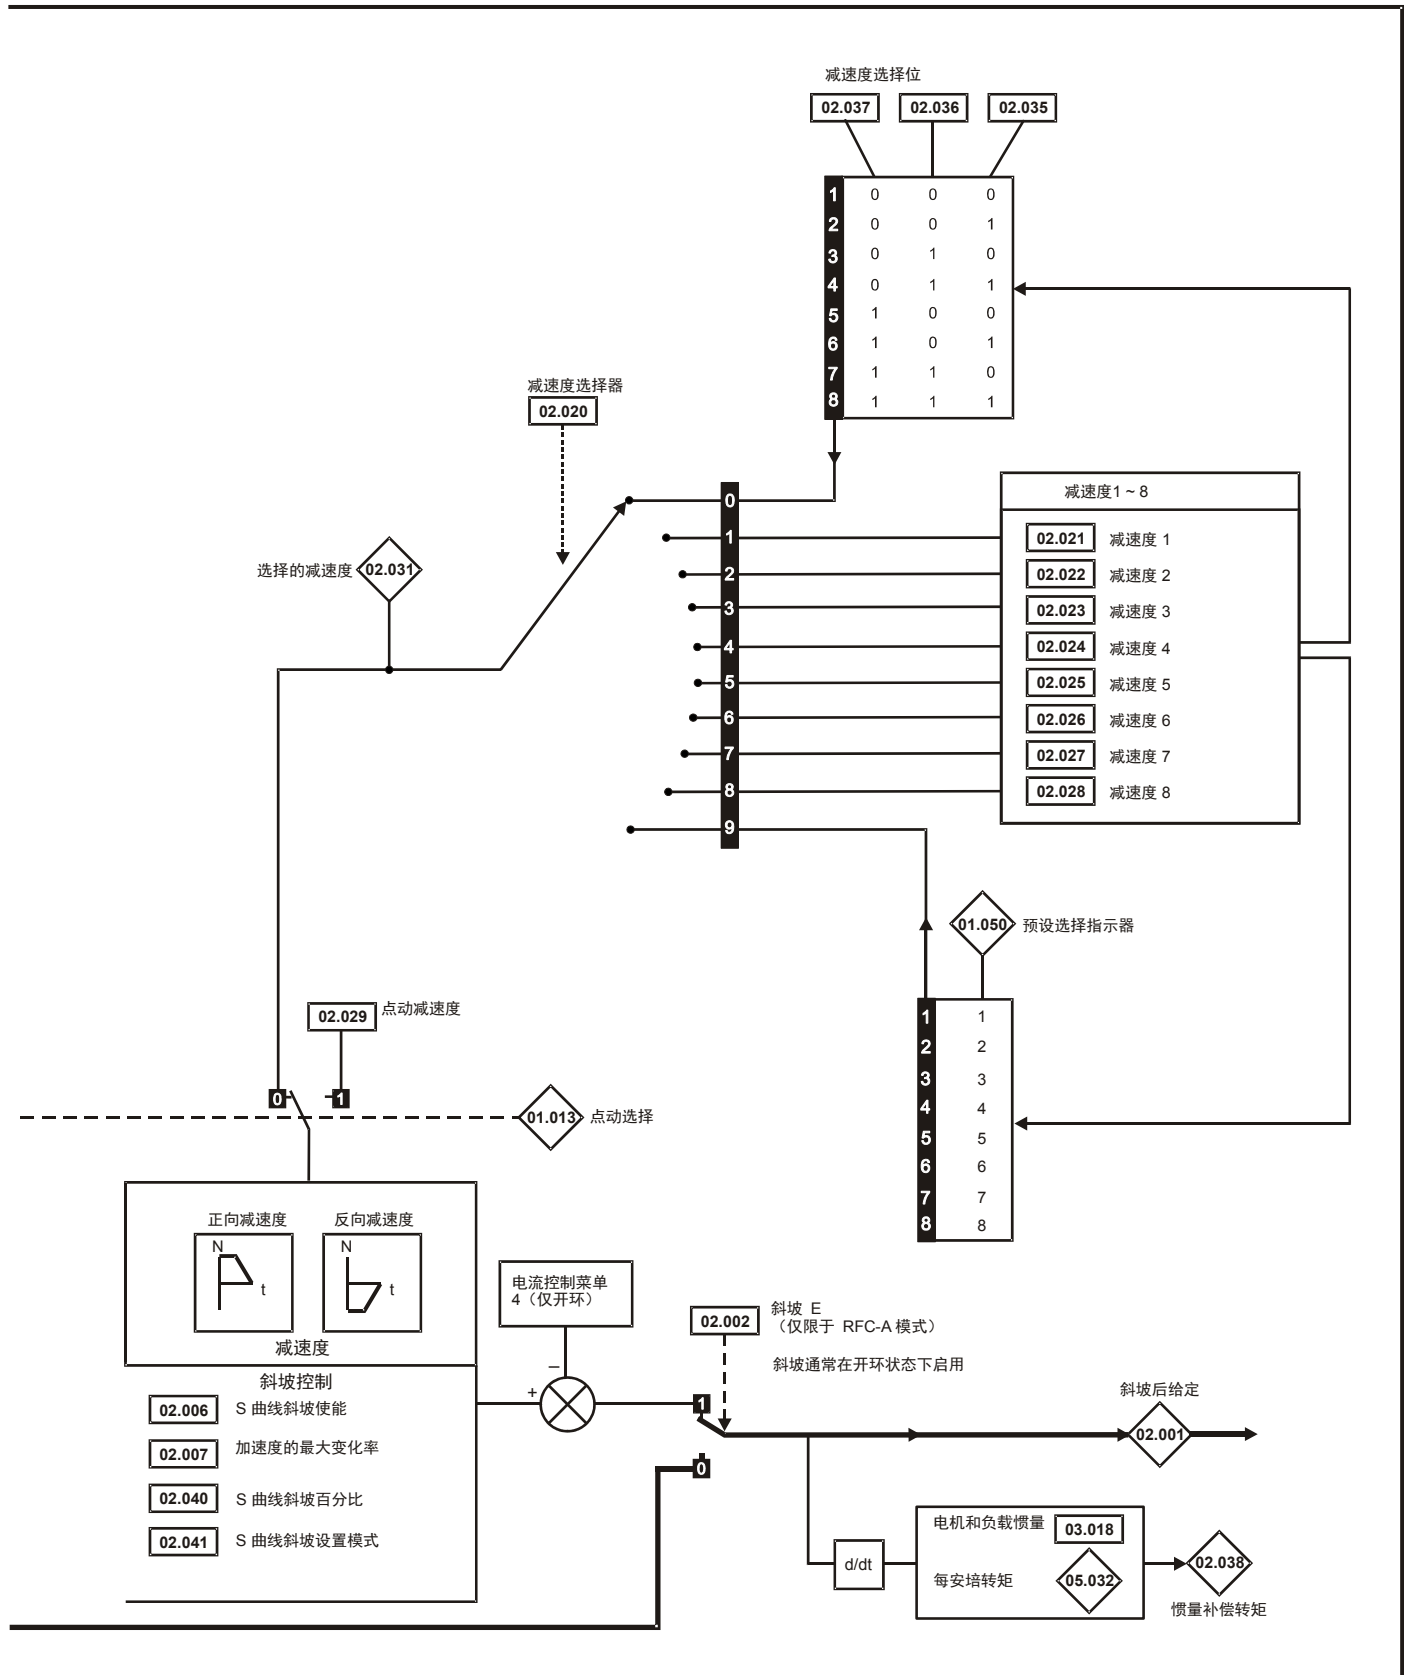 减速度选择位
02.037 02.036 02.035
1 0 0 0
2 0 0 1
3 0 1 0
4 0 1 1
5 1 0 0
6 1 0 1
7 1 1 0
8 1 1 1
减速度选择器
02.020
选择的减速度 02.031
0
1
2
3
4
5
6
7
8
9
减速度1 ~ 8
02.021 减速度 1
02.022 减速度 2
02.023 减速度 3
02.024 减速度 4
02.025 减速度 5
02.026 减速度 6
02.027 减速度 7
02.028 减速度 8
01.050 预设选择指示器
1 1
2 2
3 3
4 4
5 5
6 6
7 7
8 8
02.029 点动减速度
0 1
01.013 点动选择
正向减速度 反向减速度
N N
t t
减速度
斜坡控制
02.006 S 曲线斜坡使能
02.007 加速度的最大变化率
02.040 S 曲线斜坡百分比
02.041 S 曲线斜坡设置模式
电流控制菜单
4（仅开环）
−
+
02.002 斜坡 E
（仅限于 RFC-A 模式）
斜坡通常在开环状态下启用
1
0
斜坡后给定
02.001
d/dt
电机和负载惯量 03.018
每安培转矩 05.032
02.038
惯量补偿转矩